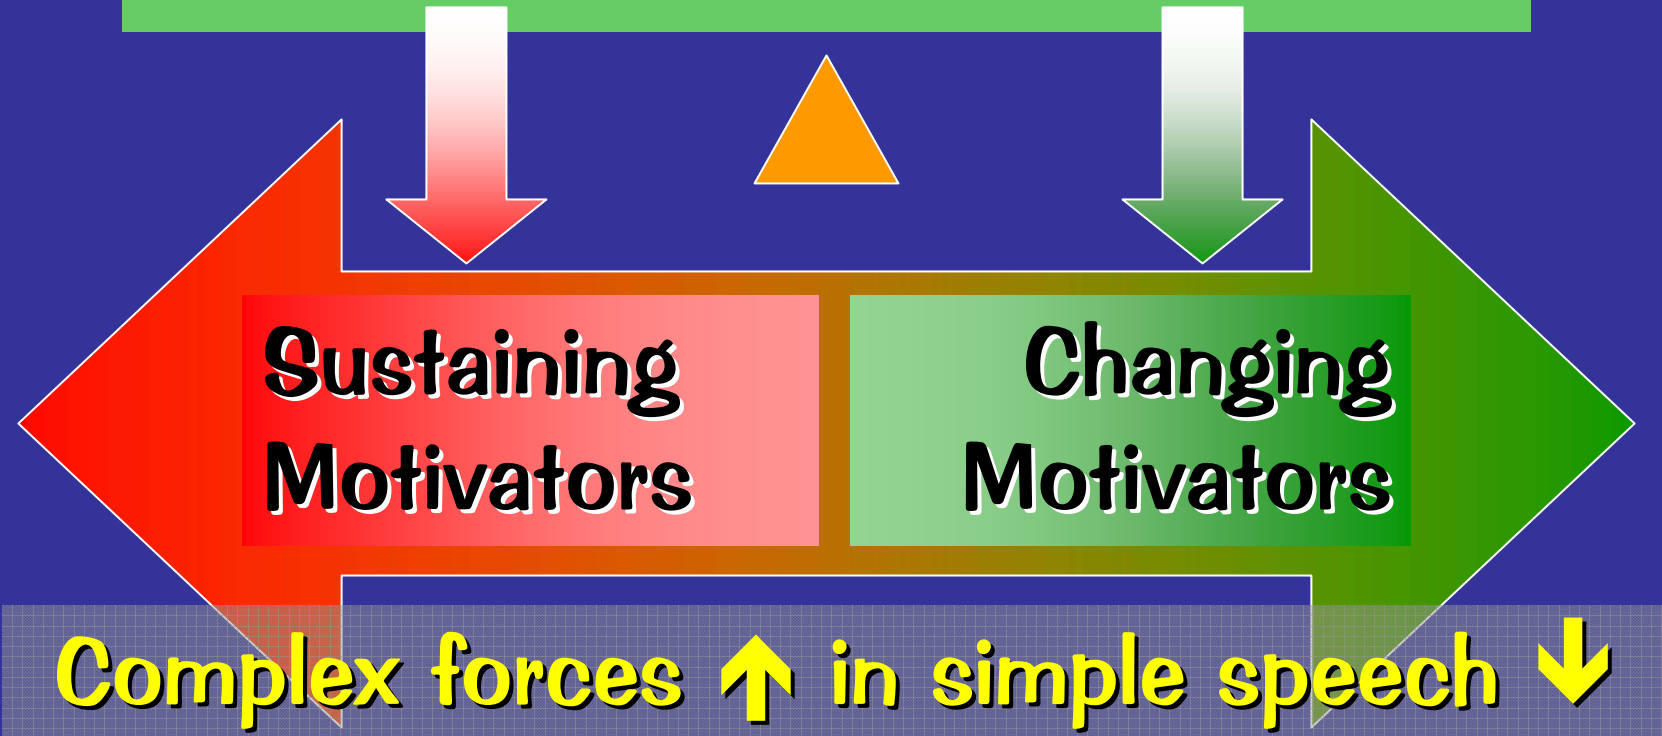 Sustaining
Motivators
Changing
Motivators
Complex forces ↑ in simple speech ↓